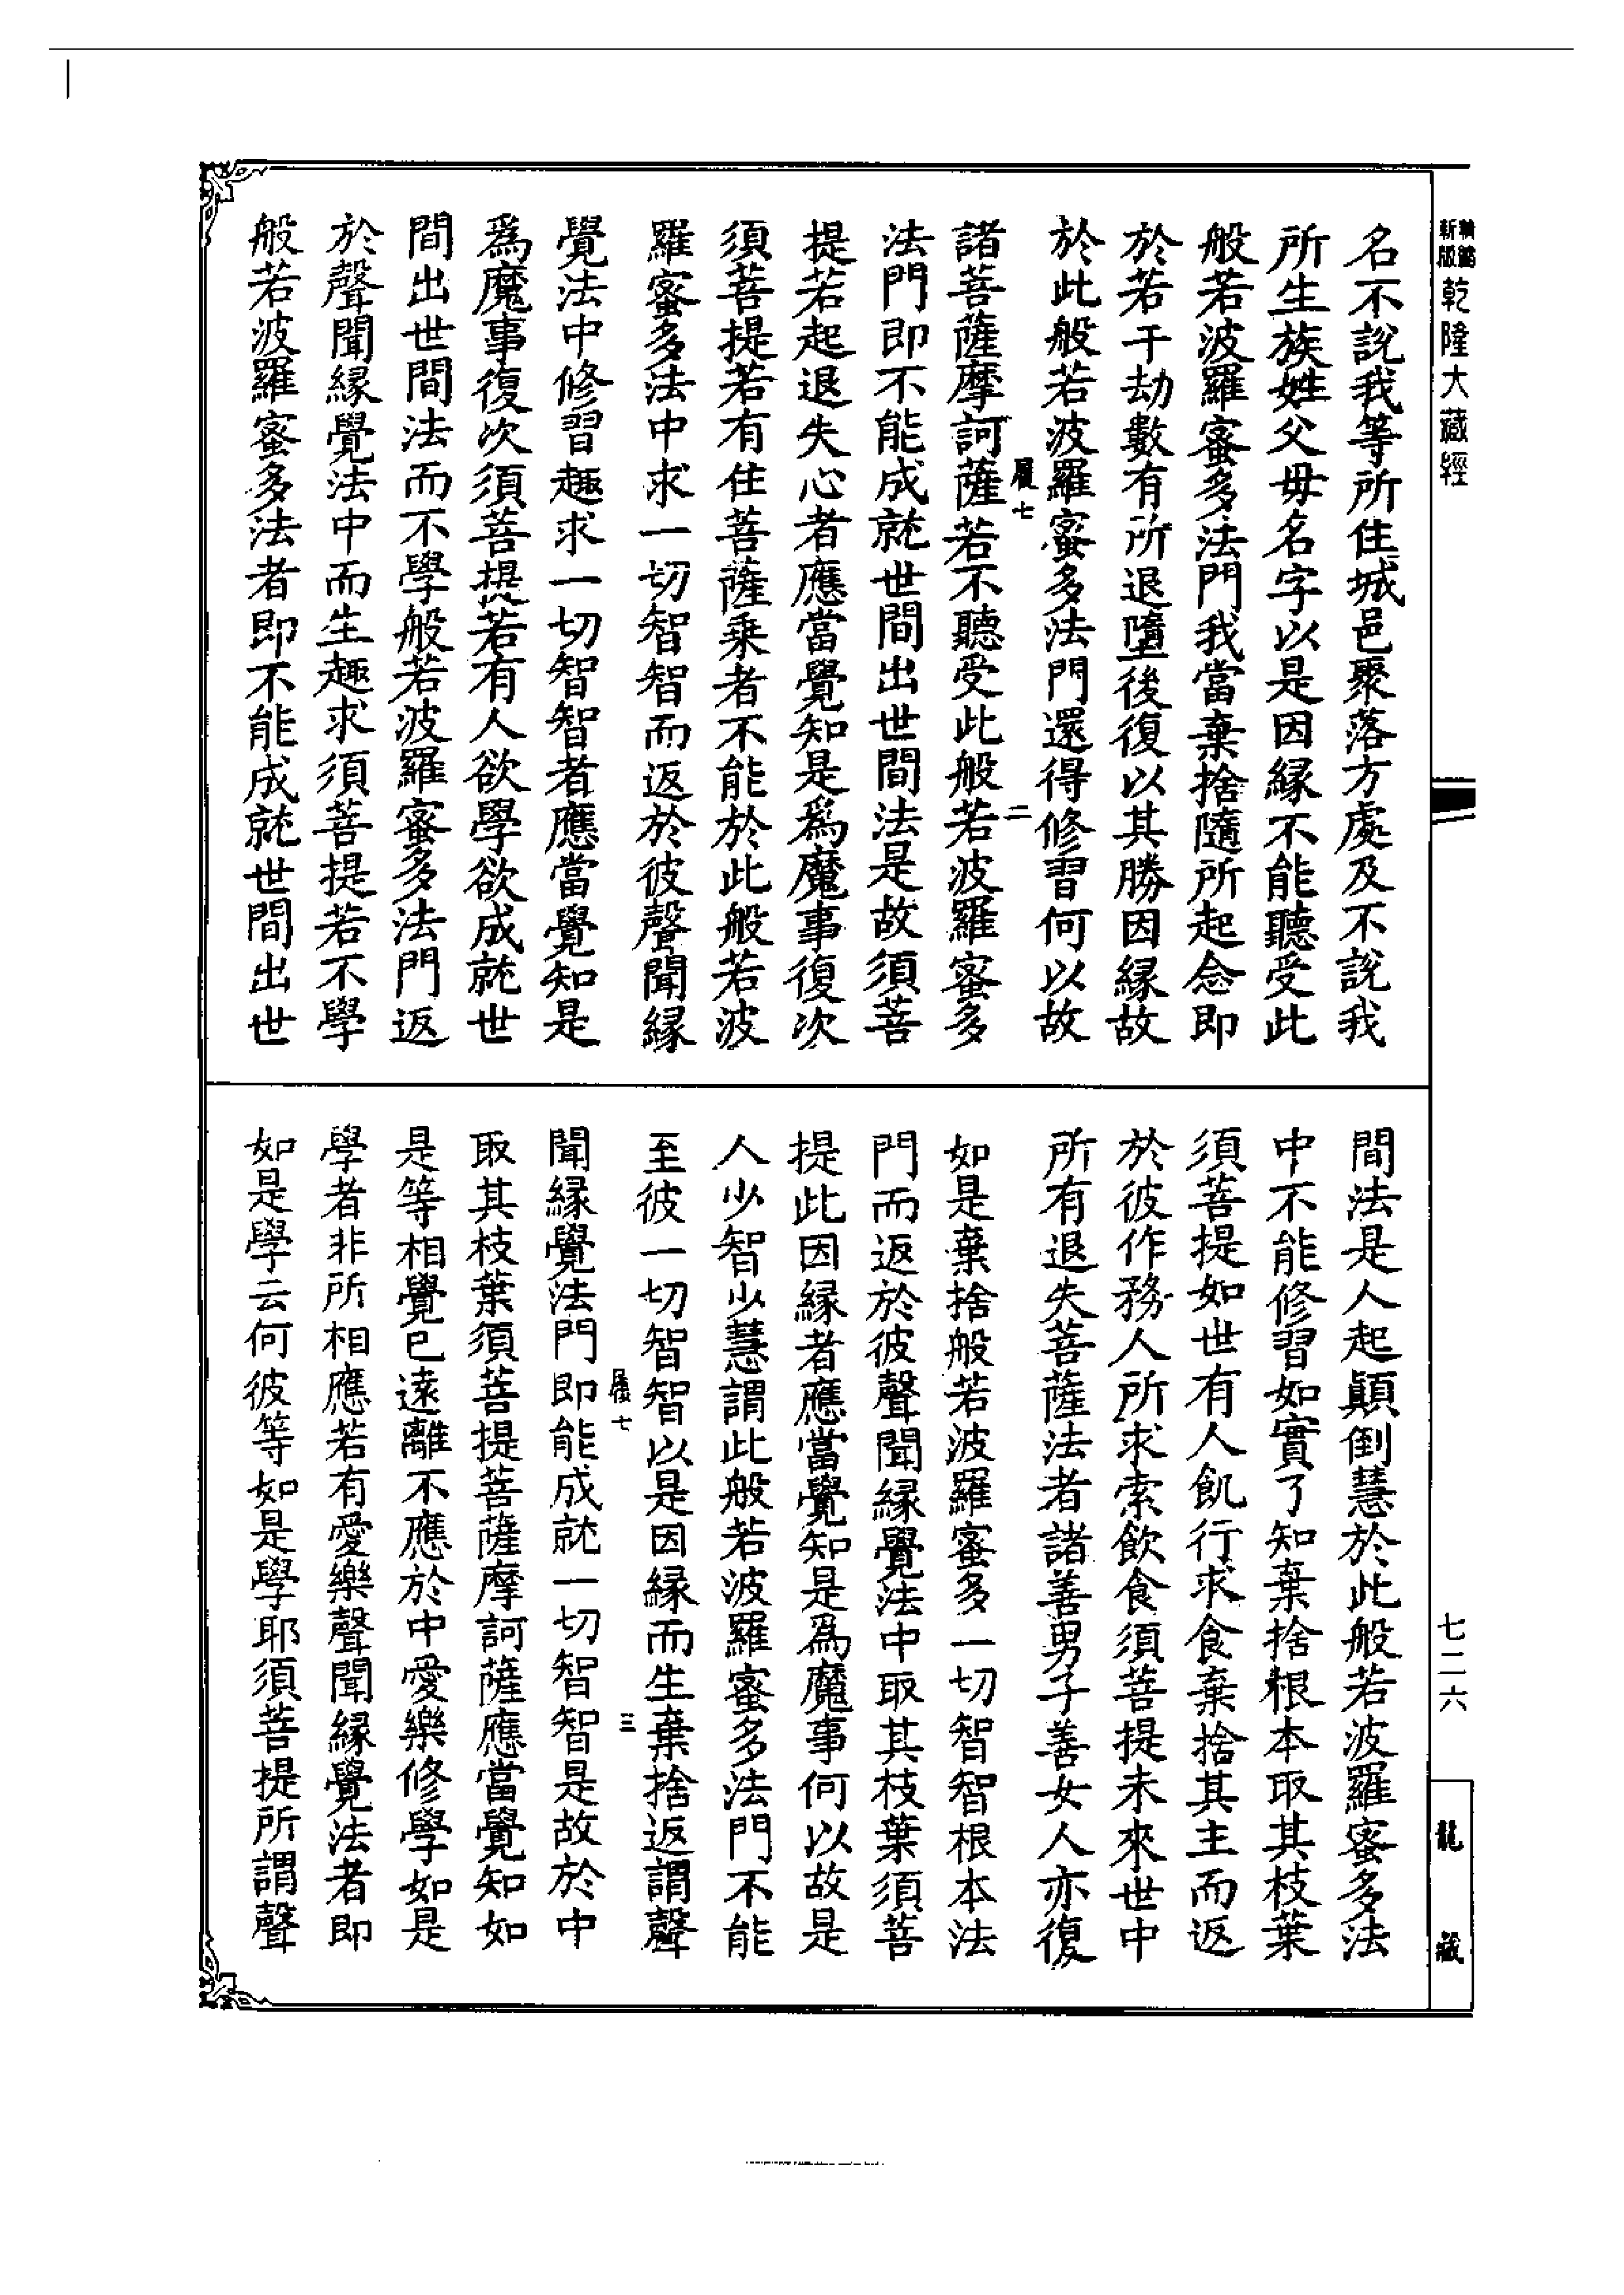 新版
乾隆大藏經
名不說我等所住城邑聚落方處及不說我
所生族姓父母名字以是因緣不能聽受此
般若波羅蜜多法門我當棄捨隨所起念即
於若干劫數有所退墮後復以其勝因緣故
於此般若波羅蜜多法門還得修習何以故
履七 二
諸菩薩摩訶薩若不聽受此般若波羅蜜多
法門即不能成就世間出世間法是故須菩
提若起退失心者應當覺知是爲魔事復次
須菩提若有住菩薩乘者不能於此般若波
羅蜜多法中求一切智智而返於彼聲聞緣
覺法中修習趣求一切智智者應當覺知是
爲魔事復次須菩提若有人欲學欲成就世
間出世間法而不學般若波羅蜜多法門返
於聲聞緣覺法中而生趣求須菩提若不學
般若波羅蜜多法者即不能成就世間出世
間法是人起顛倒慧於此般若波羅蜜多法
中不能修習如實了知棄捨根本取其枝葉
須菩提如世有人飢行求食棄捨其主而返
於彼作務人所求索飲食須菩提未來世中
所有退失菩薩法者諸善男子善女人亦復
如是棄捨般若波羅蜜多一切智智根本法
門而返於彼聲聞緣覺法中取其枝葉須菩
提此因緣者應當覺知是爲魔事何以故是
人少智少慧謂此般若波羅蜜多法門不能
至彼一切智智以是因緣而生棄捨返謂聲
履七 三
聞緣覺法門即能成就一切智智是故於中
取其枝葉須菩提菩薩摩訶薩應當覺知如
是等相覺已遠離不應於中愛樂修學如是
學者非所相應若有愛樂聲聞緣覺法者即
如是學云何彼等如是學耶須菩提所謂聲
七二六
龍藏